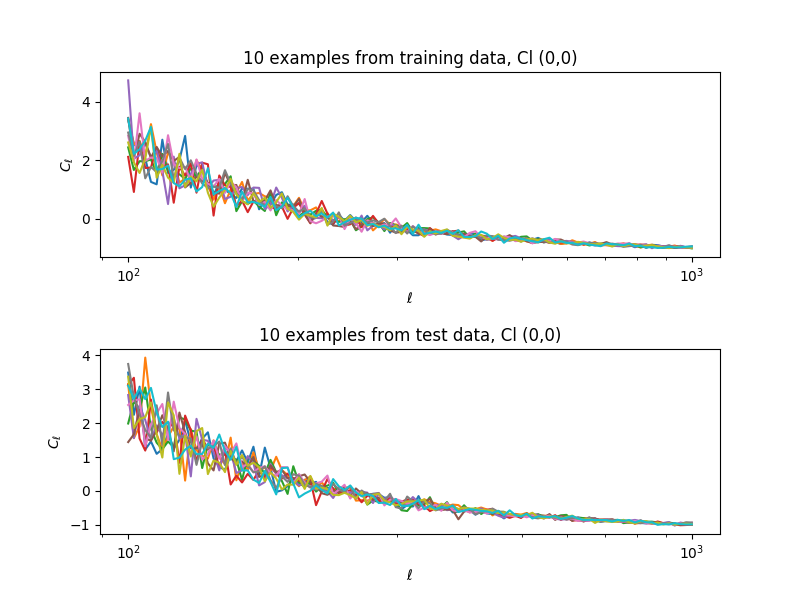 10 examples from training data, Cl (0,0)
4
2
0
C_ℓ
10^2
10^3
ℓ
10 examples from test data, Cl (0,0)
4
3
2
1
0
−1
C_ℓ
10^2
10^3
ℓ